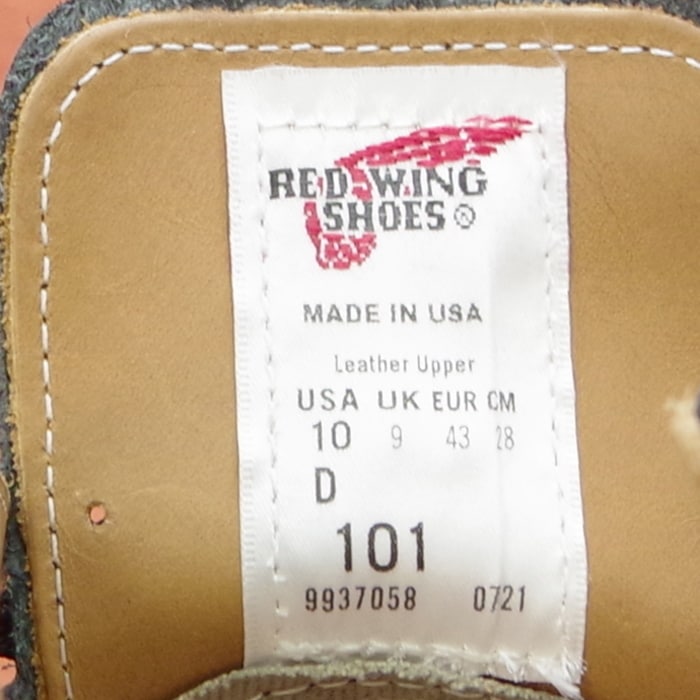 RED WING
SHOES ®
MADE IN USA
Leather Upper
USA UK EUR CM
10 9 43 28
D
101
9937058 0721